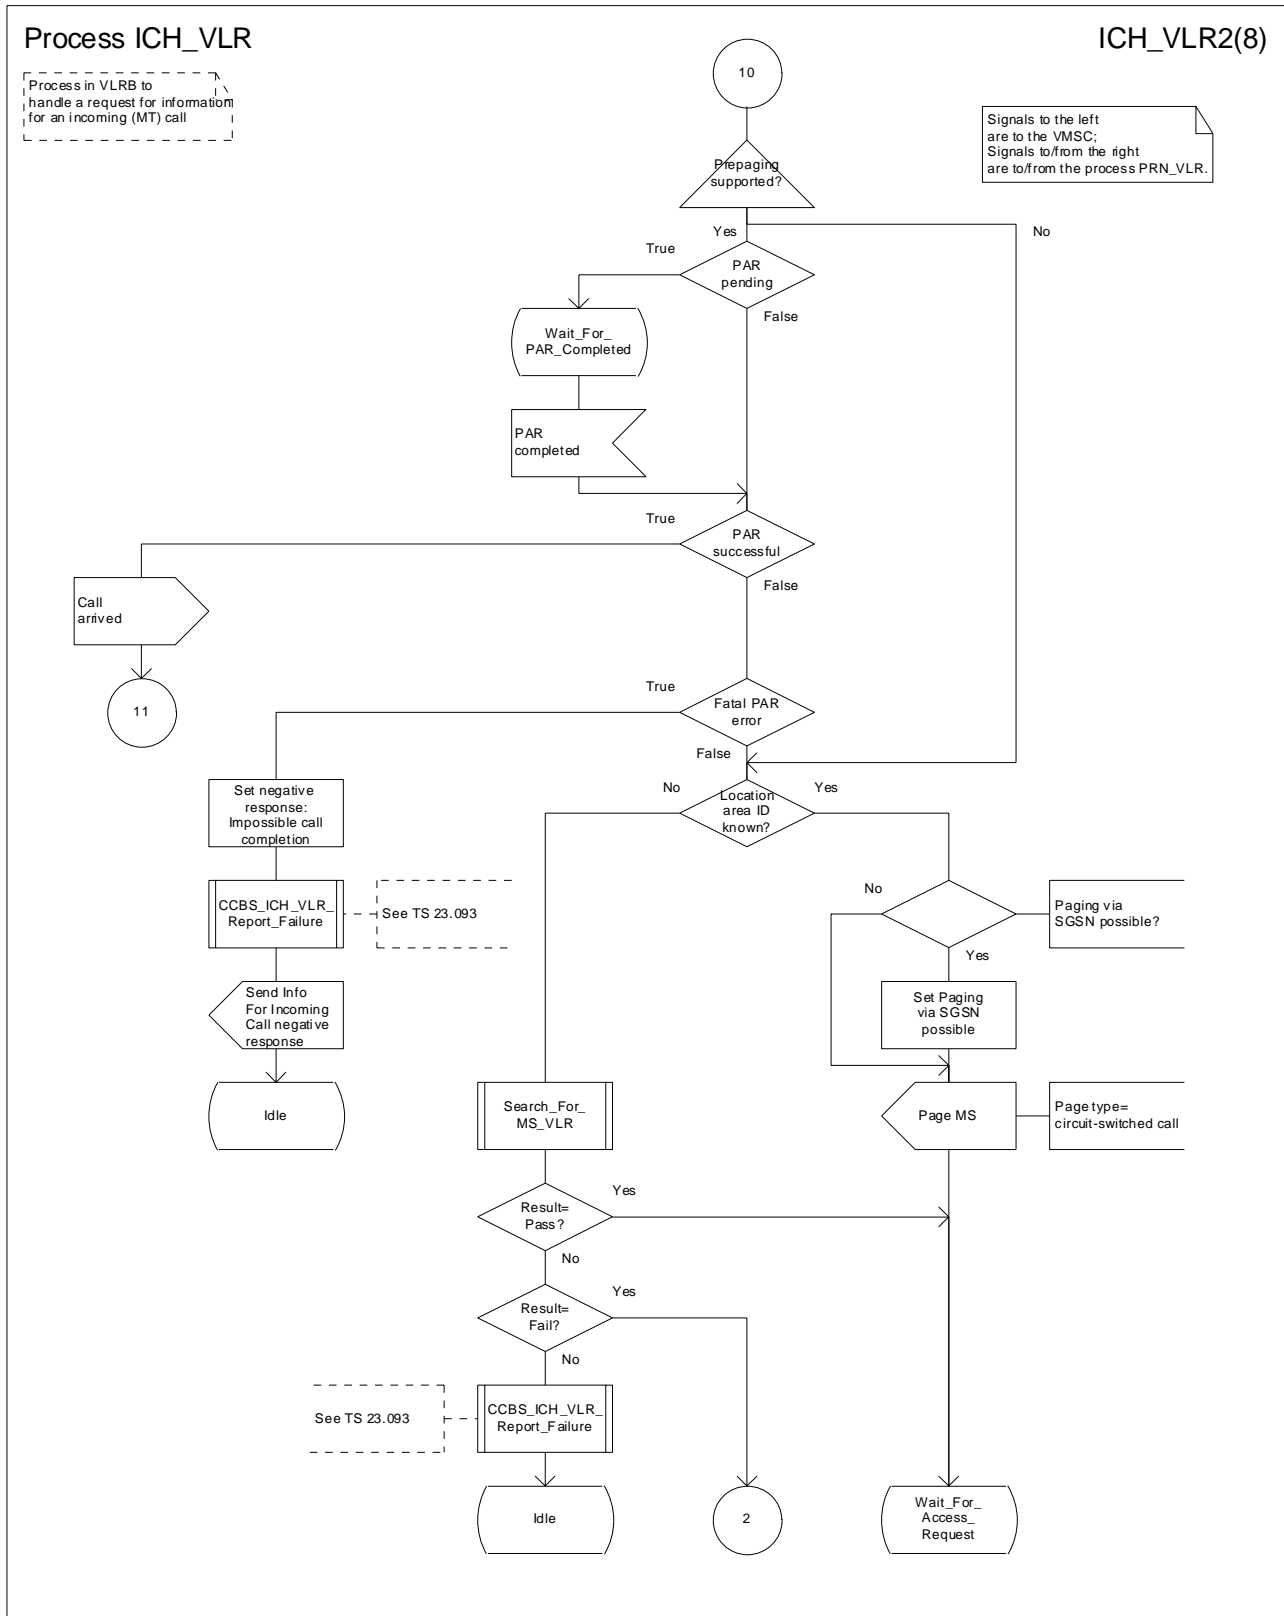 Process ICH_VLR
ICH_VLR2(8)
Process in VLRB to
handle a request for information
for an incoming (MT) call
10
Signals to the left
are to the VMSC;
Signals to/from the right
are to/from the process PRN_VLR.
Prepaging
supported?
Yes
No
True
PAR
pending
False
Wait_For_
PAR_Completed
PAR
completed
True
PAR
successful
False
Call
arrived
11
True
Fatal PAR
error
False
No
Location
area ID
known?
Yes
Set negative
response:
Impossible call
completion
CCBS_ICH_VLR_
Report_Failure
See TS 23.093
No
Paging via
SGSN possible?
Yes
Send Info
For Incoming
Call negative
response
Set Paging
via SGSN
possible
Idle
Search_For_
MS_VLR
Page MS
Page type=
circuit-switched call
Result=
Pass?
Yes
No
Result=
Fail?
Yes
No
See TS 23.093
CCBS_ICH_VLR_
Report_Failure
Idle
2
Wait_For_
Access_
Request